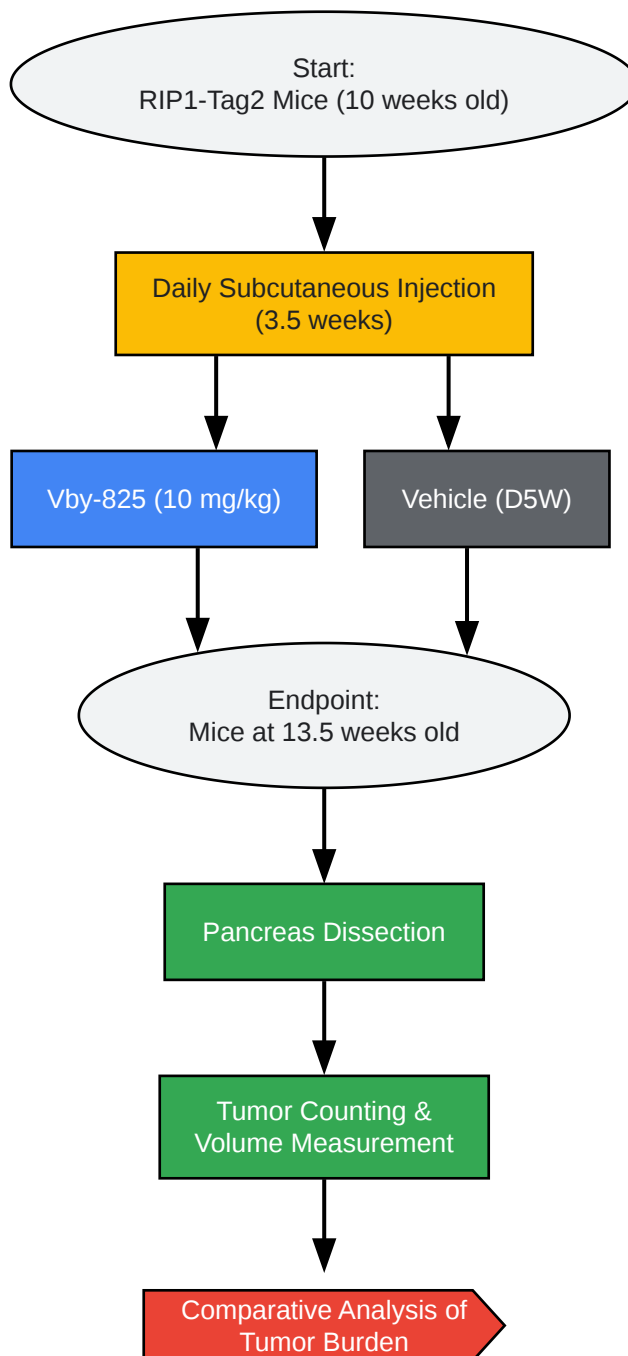 Start:
RIP1-Tag2 Mice (10 weeks old)
Daily Subcutaneous Injection
(3.5 weeks)
Vby-825 (10 mg/kg)
Vehicle (D5W)
Endpoint:
Mice at 13.5 weeks old
Pancreas Dissection
Tumor Counting &
Volume Measurement
Comparative Analysis of
Tumor Burden